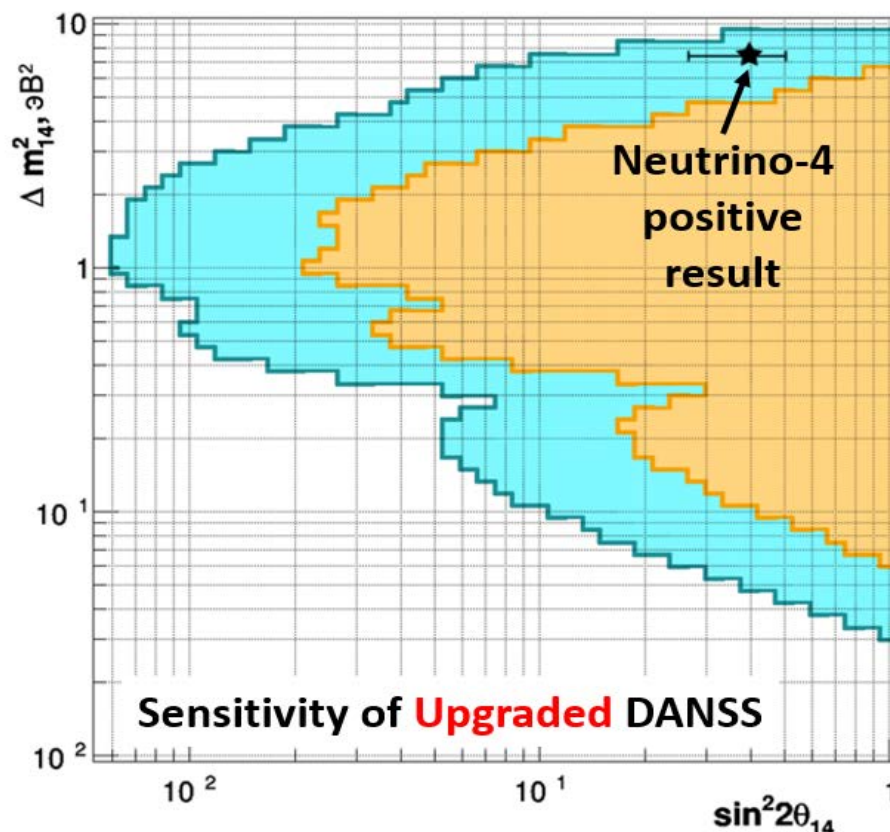 10
Δ m²₁₄, эВ²
Neutrino-4
positive
result
1
10⁻¹
Sensitivity of Upgraded DANSS
10⁻²
10⁻² 10⁻¹ 1
sin²2θ₁₄